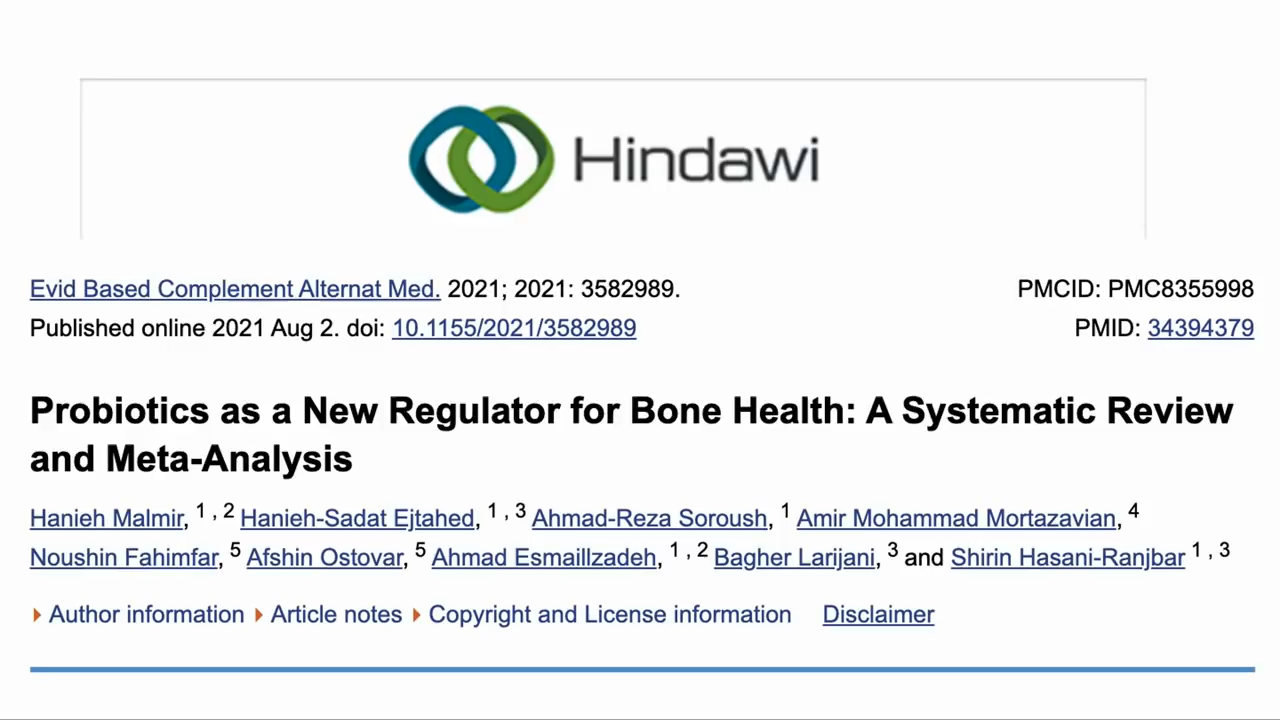 Hindawi
Evid Based Complement Alternat Med. 2021; 2021: 3582989. PMCID: PMC8355998
Published online 2021 Aug 2. doi: 10.1155/2021/3582989 PMID: 34394379
Probiotics as a New Regulator for Bone Health: A Systematic Review
and Meta-Analysis
Hanieh Malmir, 1 , 2 Hanieh-Sadat Ejtahed, 1 , 3 Ahmad-Reza Soroush, 1 Amir Mohammad Mortazavian, 4
Noushin Fahimfar, 5 Afshin Ostovar, 5 Ahmad Esmaillzadeh, 1 , 2 Bagher Larijani, 3 and Shirin Hasani-Ranjbar 1 , 3
Author information Article notes Copyright and License information Disclaimer